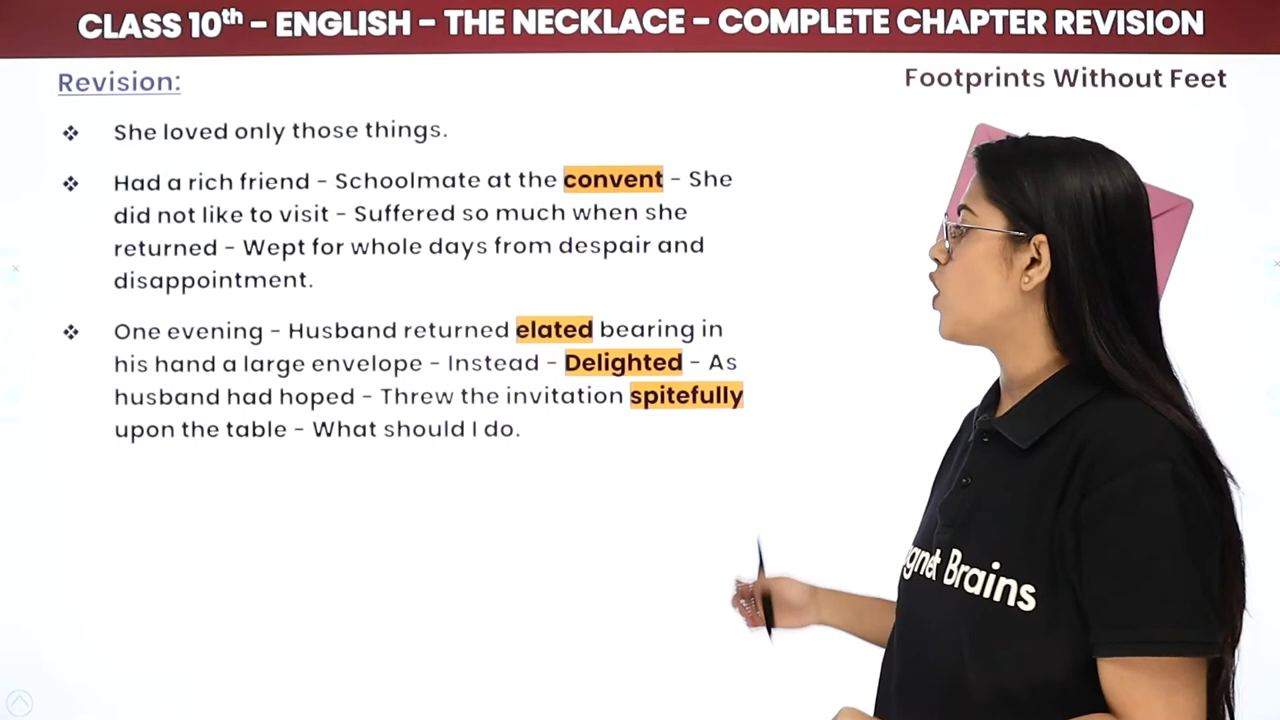 CLASS 10th – ENGLISH – THE NECKLACE – COMPLETE CHAPTER REVISION
Revision:
Footprints Without Feet
❖ She loved only those things.
❖ Had a rich friend – Schoolmate at the convent – She
did not like to visit – Suffered so much when she
returned – Wept for whole days from despair and
disappointment.
❖ One evening – Husband returned elated bearing in
his hand a large envelope – Instead – Delighted – As
husband had hoped – Threw the invitation spitefully
upon the table – What should I do.
Brains